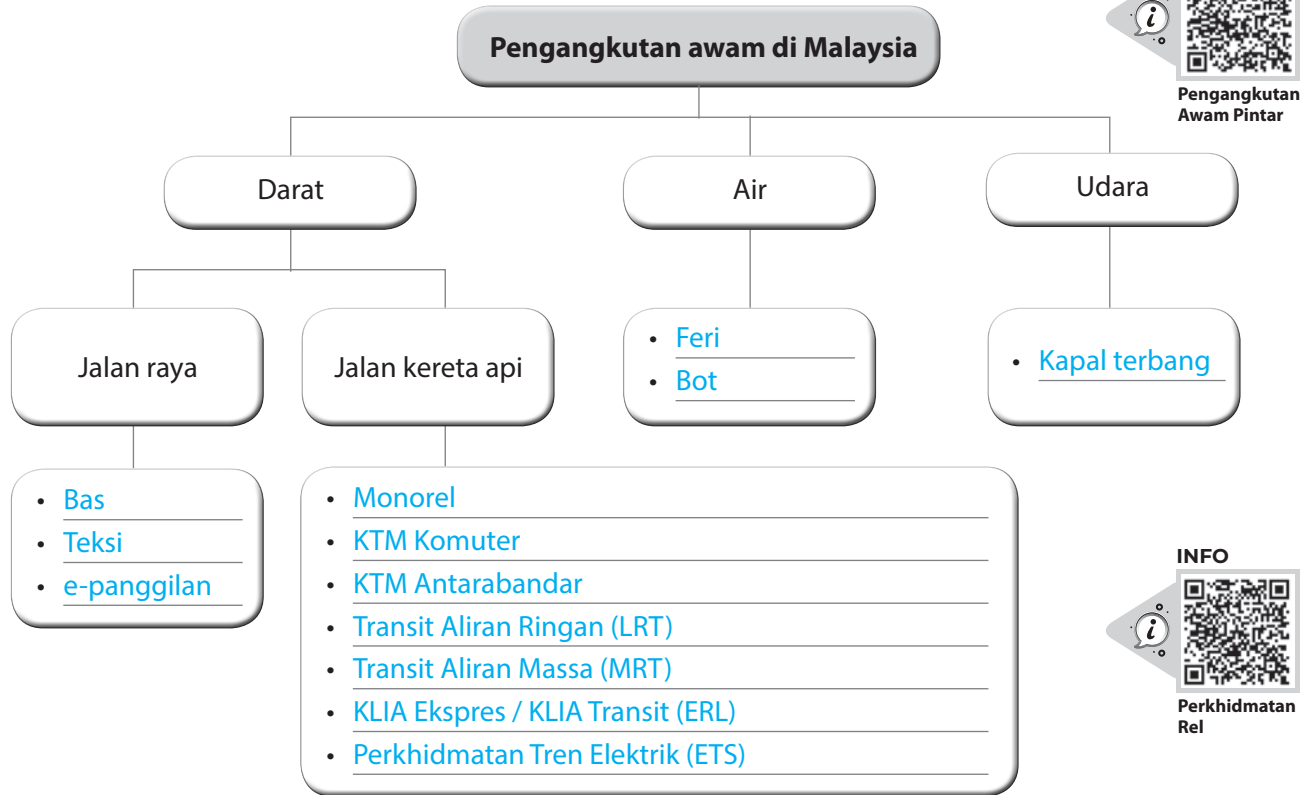 Pengangkutan awam di Malaysia
Pengangkutan
Awam Pintar
Darat
Air
Udara
Jalan raya
Jalan kereta api
• Feri
• Bot
• Kapal terbang
• Bas
• Teksi
• e-panggilan
• Monorel
• KTM Komuter
• KTM Antarabandar
• Transit Aliran Ringan (LRT)
• Transit Aliran Massa (MRT)
• KLIA Ekspres / KLIA Transit (ERL)
• Perkhidmatan Tren Elektrik (ETS)
INFO
i
Perkhidmatan
Rel